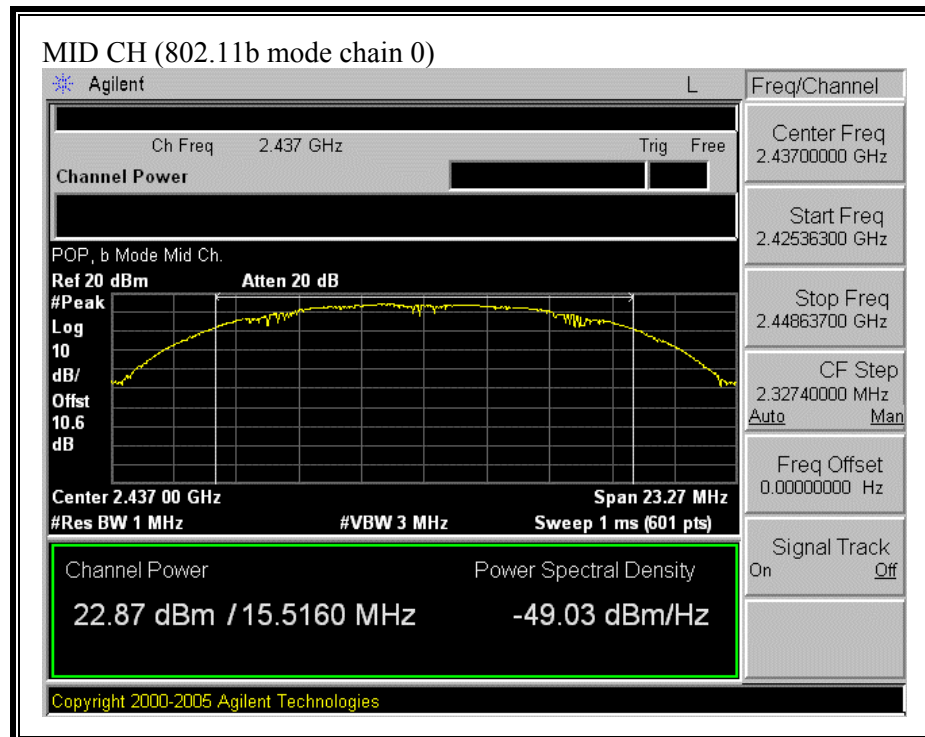 MID CH (802.11b mode chain 0)
Agilent L Freq/Channel
Ch Freq 2.437 GHz Trig Free
Channel Power
Center Freq
2.43700000 GHz
Start Freq
2.42536300 GHz
Stop Freq
2.44863700 GHz
CF Step
2.32740000 MHz
Auto Man
Freq Offset
0.00000000 Hz
Signal Track
On Off
POP, b Mode Mid Ch.
Ref 20 dBm Atten 20 dB
#Peak
Log
10
dB/
Offst
10.6
dB
Center 2.437 00 GHz Span 23.27 MHz
#Res BW 1 MHz #VBW 3 MHz Sweep 1 ms (601 pts)
Channel Power Power Spectral Density
22.87 dBm / 15.5160 MHz -49.03 dBm/Hz
Copyright 2000-2005 Agilent Technologies